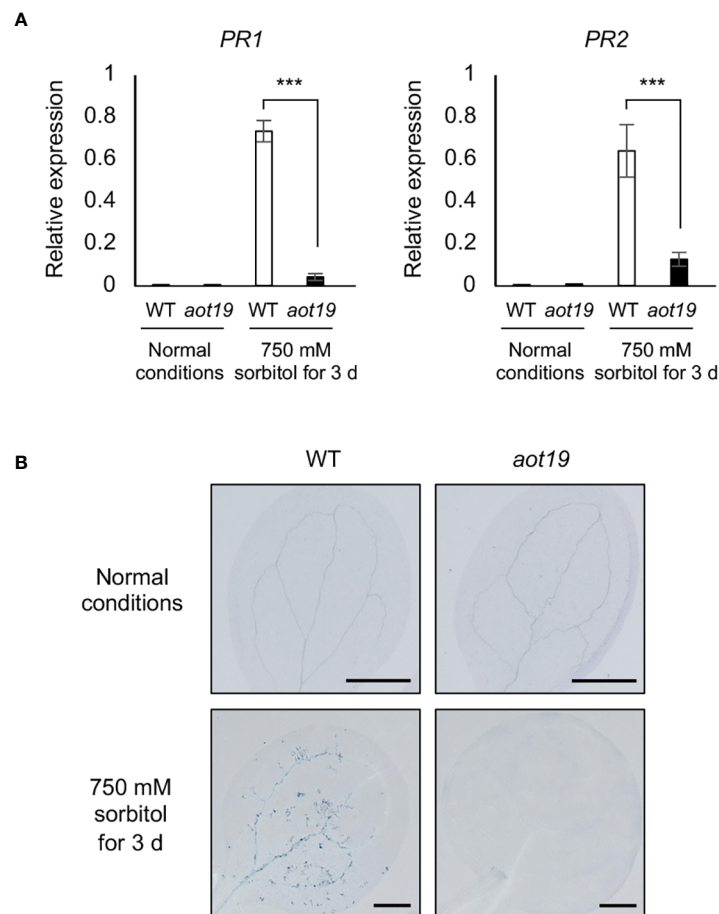 A
PR1
PR2
Relative expression
1
0.8
0.6
0.4
0.2
0
***
WT aot19 WT aot19
Normal conditions
750 mM sorbitol for 3 d
Relative expression
1
0.8
0.6
0.4
0.2
0
***
WT aot19 WT aot19
Normal conditions
750 mM sorbitol for 3 d
B
WT
aot19
Normal
conditions
750 mM
sorbitol
for 3 d